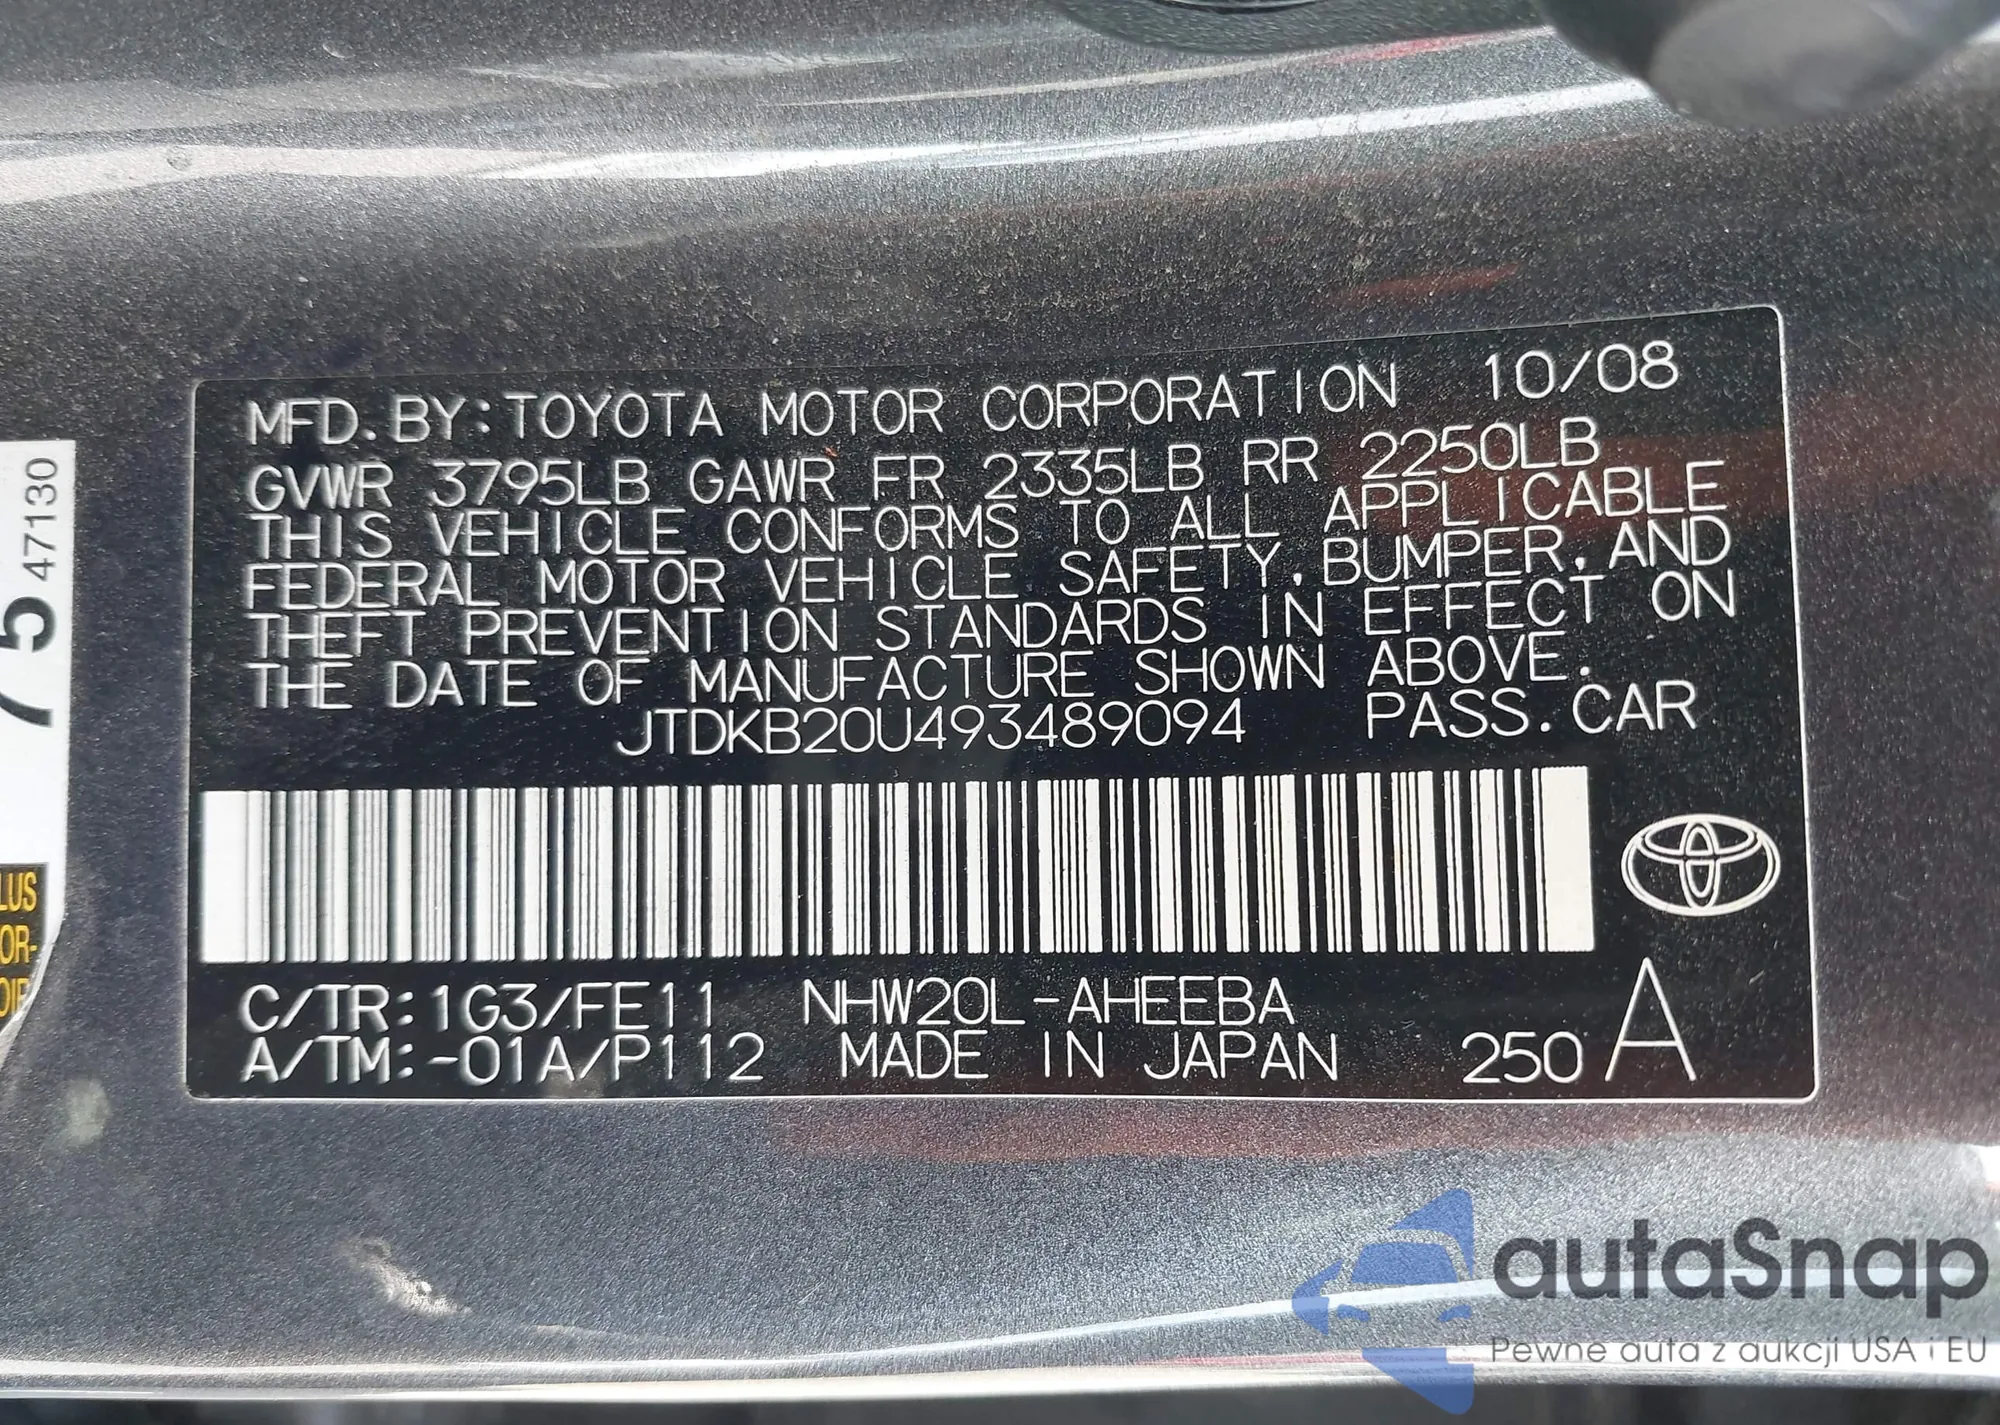 MFD.BY:TOYOTA MOTOR CORPORATION 10/08
GVWR 3795LB GAWR FR 2335LB RR 2250LB
THIS VEHICLE CONFORMS TO ALL APPLICABLE
FEDERAL MOTOR VEHICLE SAFETY,BUMPER,AND
THEFT PREVENTION STANDARDS IN EFFECT ON
THE DATE OF MANUFACTURE SHOWN ABOVE.
JTDKB20U493489094 PASS.CAR
C/TR:1G3/FE11 NHW20L-AHEEBA
A/TM:-01A/P112 MADE IN JAPAN 250 A
75 47130
autaSnap
Pewne auta z aukcji USA i EU